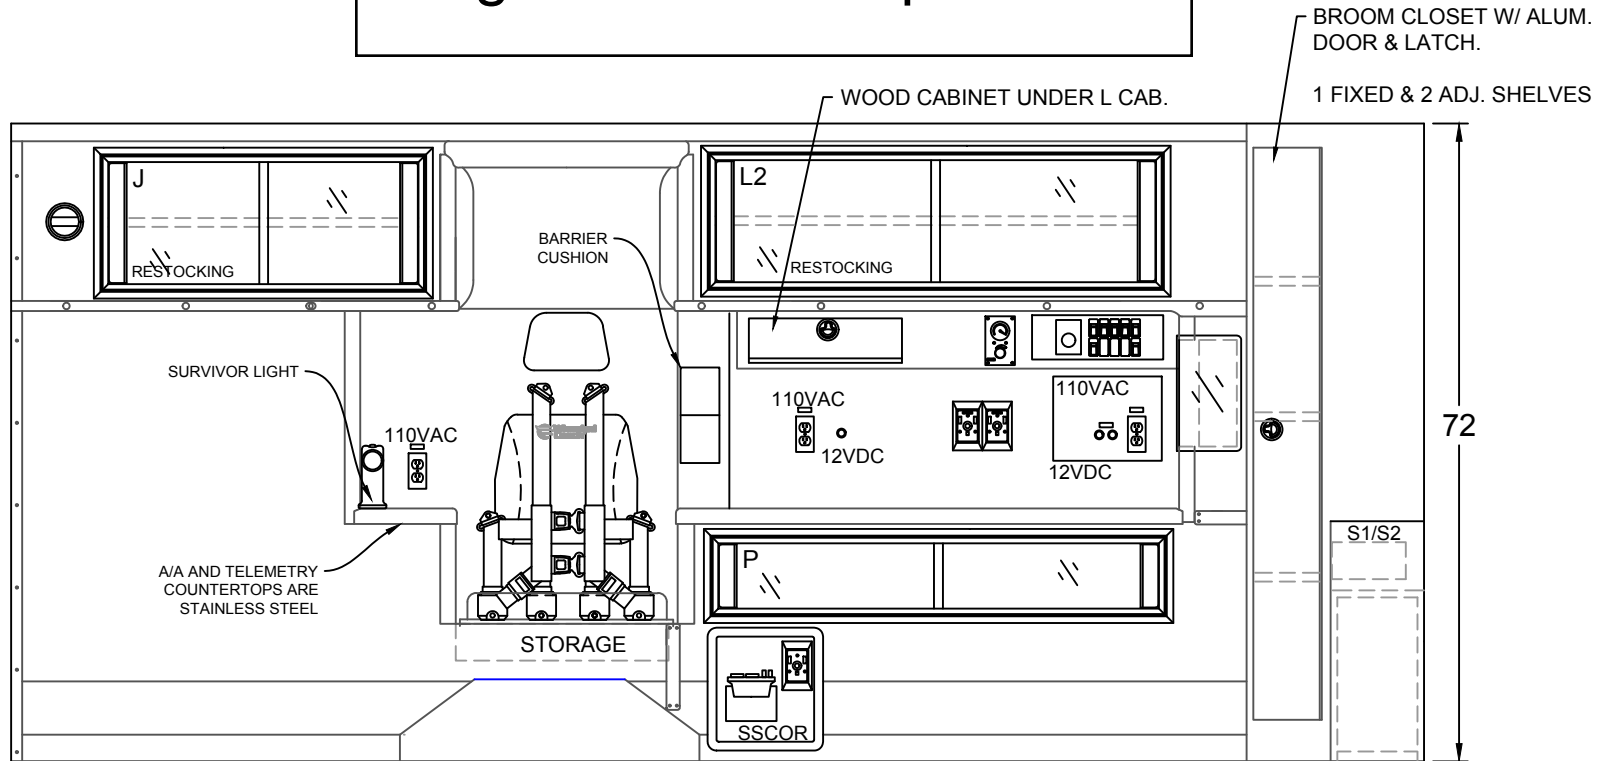 BROOM CLOSET W/ ALUM.
DOOR & LATCH.
1 FIXED & 2 ADJ. SHELVES
WOOD CABINET UNDER L CAB.
J
RESTOCKING
L2
RESTOCKING
BARRIER
CUSHION
SURVIVOR LIGHT
110VAC
110VAC
12VDC
110VAC
12VDC
72
A/A AND TELEMETRY
COUNTERTOPS ARE
STAINLESS STEEL
P
S1/S2
STORAGE
SSCOR